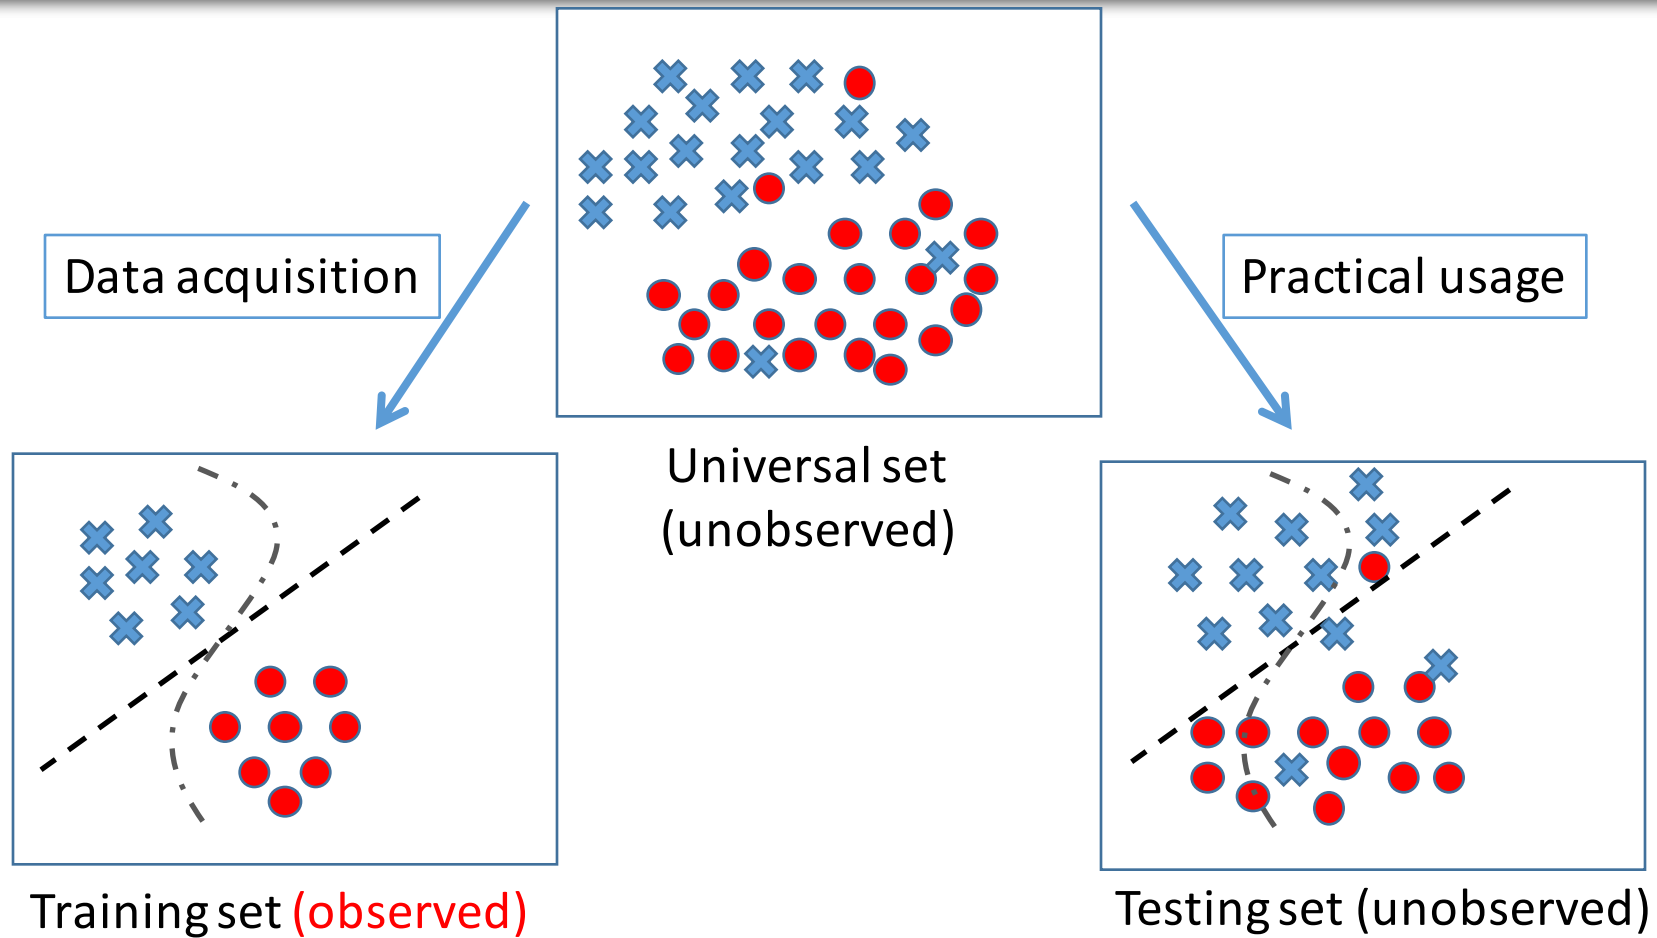 Data acquisition
Practical usage
Universal set
(unobserved)
Training set (observed)
Testing set (unobserved)